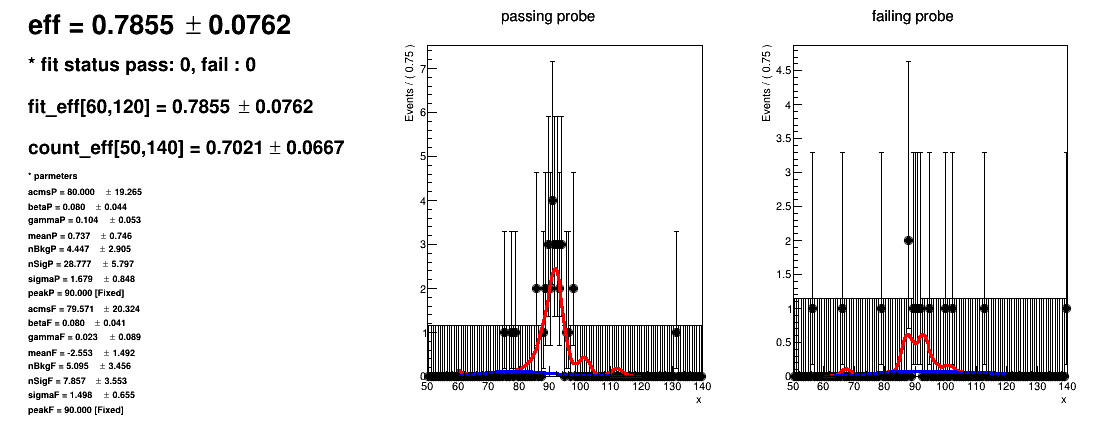 eff = 0.7855 ± 0.0762
* fit status pass: 0, fail : 0
fit_eff[60,120] = 0.7855 ± 0.0762
count_eff[50,140] = 0.7021 ± 0.0667
* parmeters
acmsP = 80.000 ± 19.265
betaP = 0.080 ± 0.044
gammaP = 0.104 ± 0.053
meanP = 0.737 ± 0.746
nBkgP = 4.447 ± 2.905
nSigP = 28.777 ± 5.797
sigmaP = 1.679 ± 0.848
peakP = 90.000 [Fixed]
acmsF = 79.571 ± 20.324
betaF = 0.080 ± 0.041
gammaF = 0.023 ± 0.089
meanF = -2.553 ± 1.492
nBkgF = 5.095 ± 3.456
nSigF = 7.857 ± 3.553
sigmaF = 1.498 ± 0.655
peakF = 90.000 [Fixed]
passing probe
Events / ( 0.75 )
7
6
5
4
3
2
1
0
50 60 70 80 90 100 110 120 130 140
x
failing probe
Events / ( 0.75 )
4.5
4
3.5
3
2.5
2
1.5
1
0.5
0
50 60 70 80 90 100 110 120 130 140
x